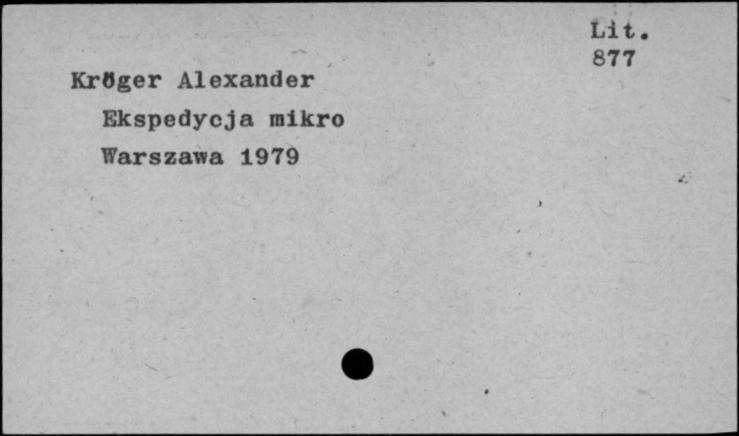 Lit.
877
Kröger Alexander
Ekspedycja mikro
Warszawa 1979